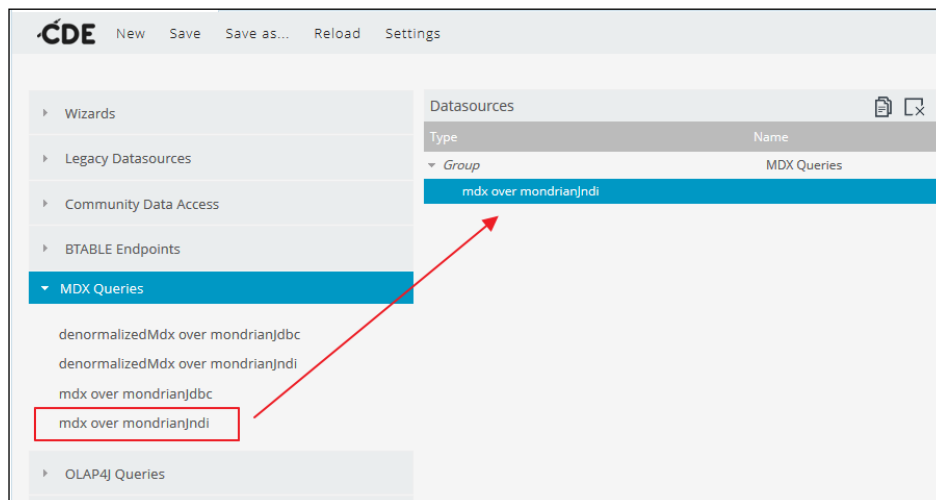 CDE New Save Save as... Reload Settings
Wizards
Legacy Datasources
Community Data Access
BTABLE Endpoints
MDX Queries
denormalizedMdx over mondrianJdbc
denormalizedMdx over mondrianJndi
mdx over mondrianJdbc
mdx over mondrianJndi
OLAP4J Queries
Datasources
Type Name
Group MDX Queries
mdx over mondrianJndi